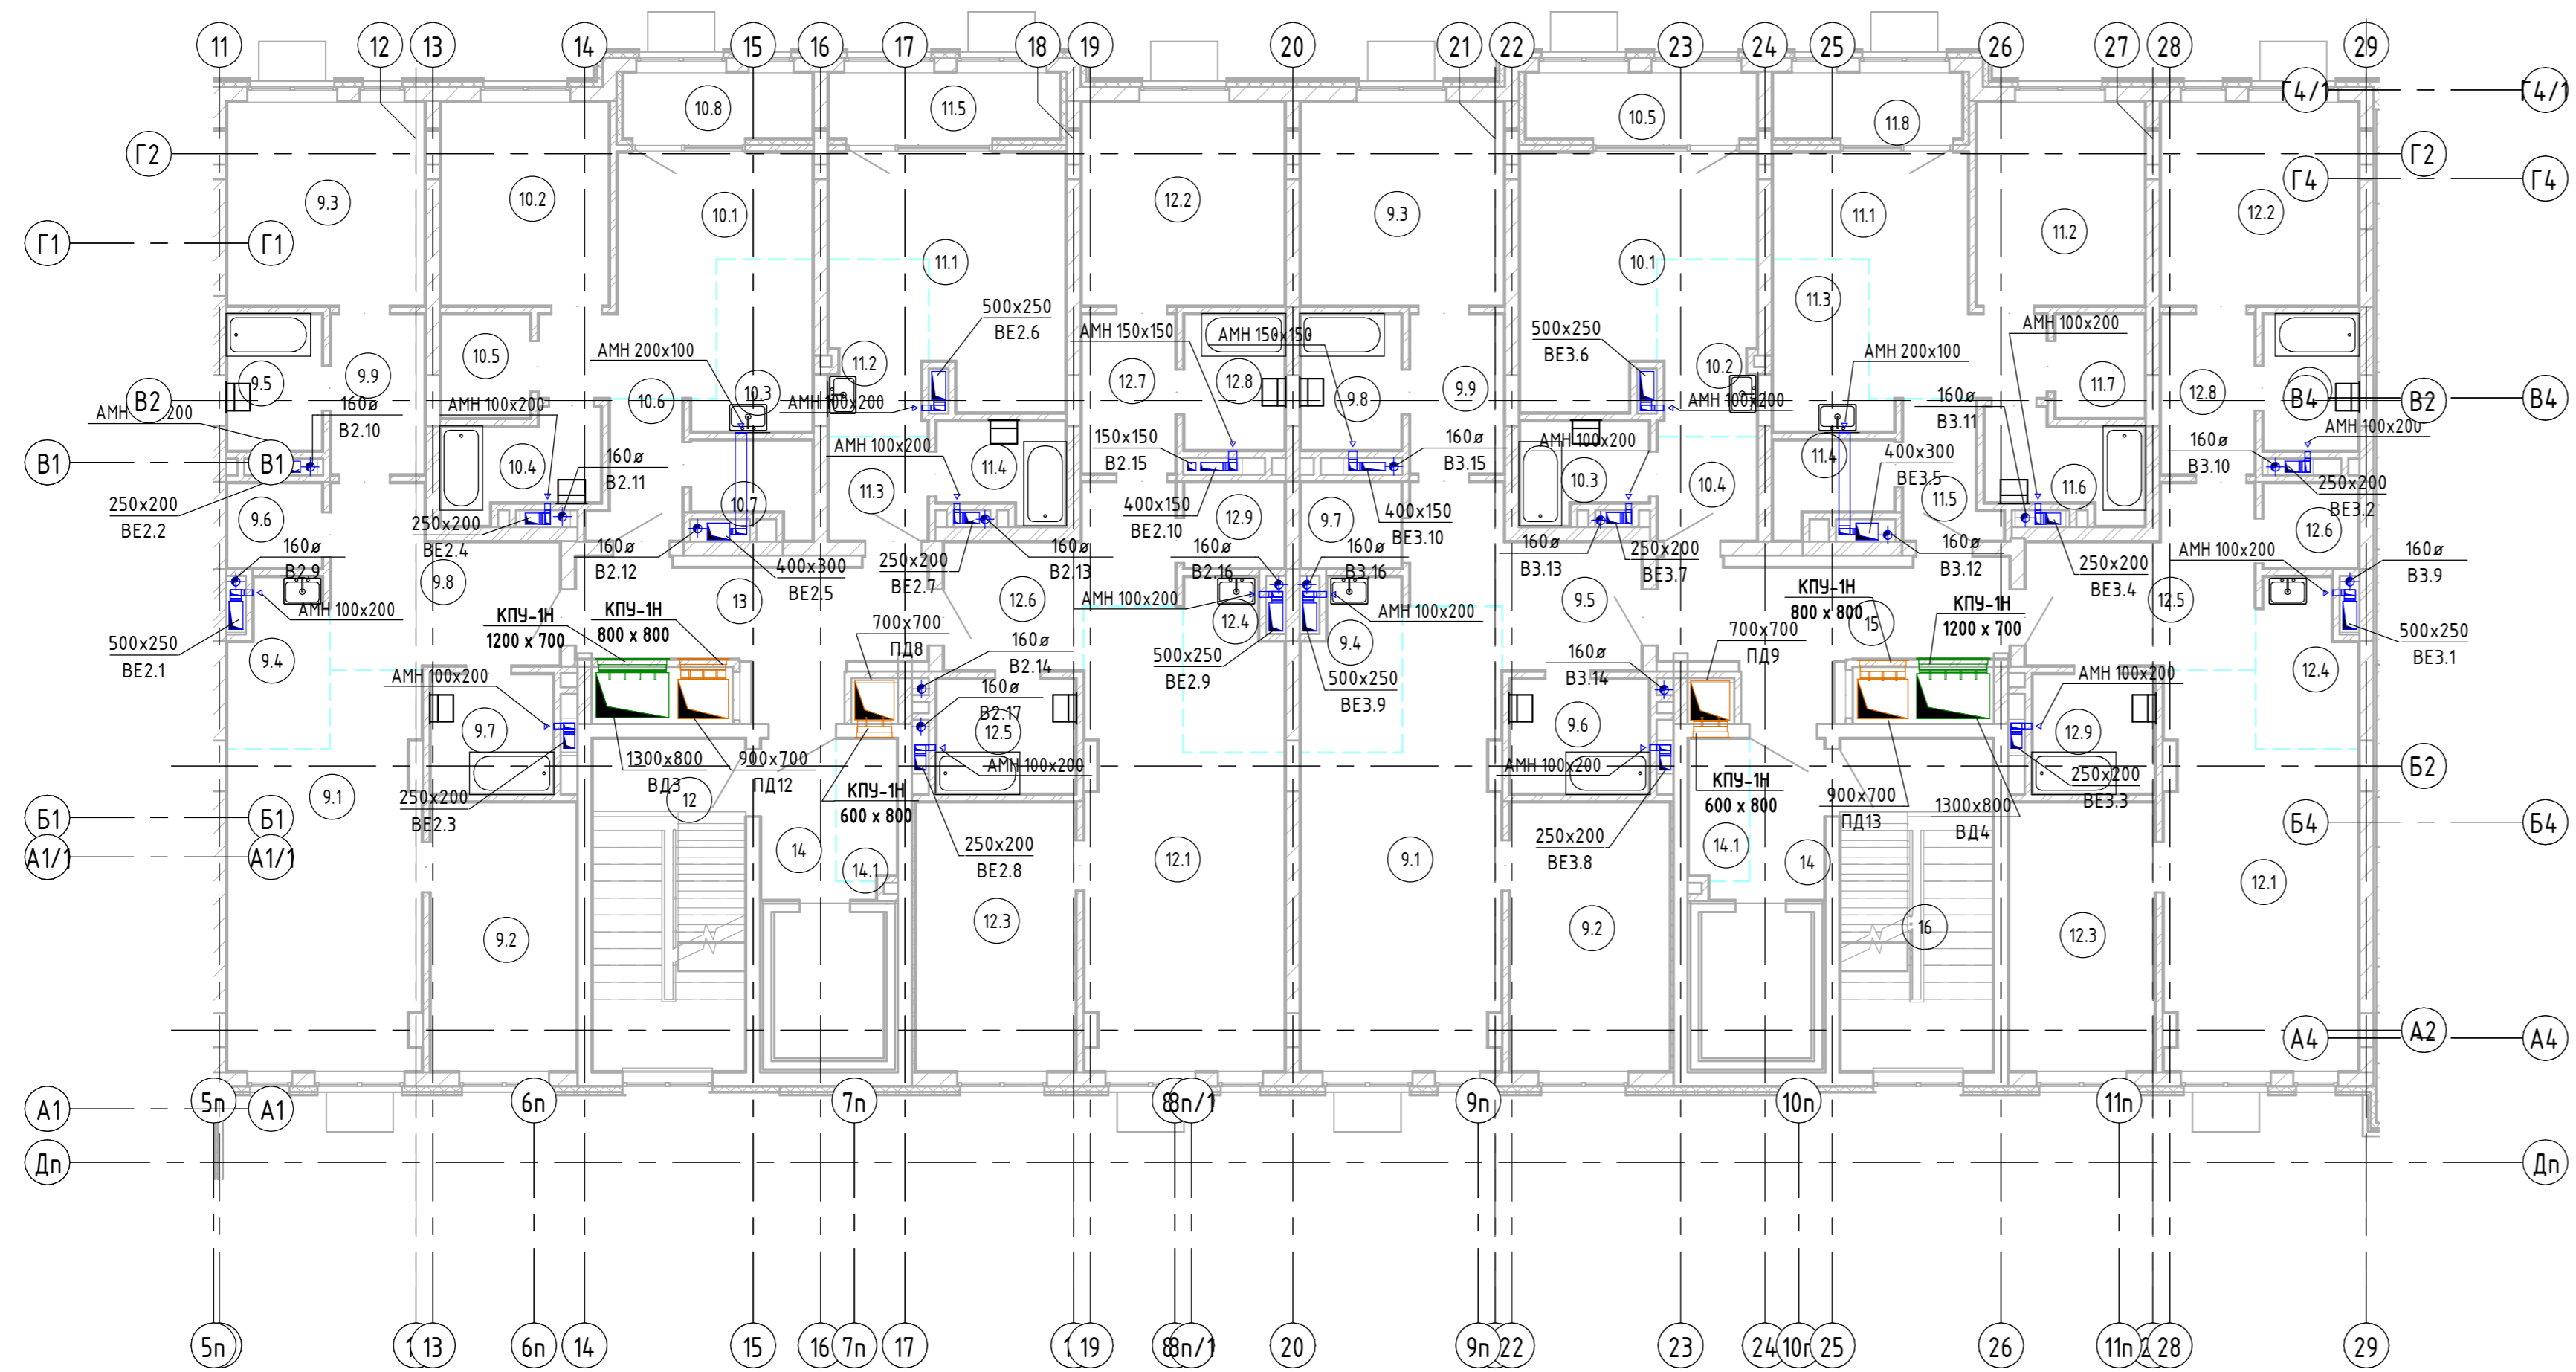 11
12
13
14
15
16
17
18
19
20
21
22
23
24
25
26
27
28
29
Г4/1
Г4/1
Г2
Г2
Г4
Г4
Г1
Г1
10.8
11.5
10.5
11.8
9.3
10.2
10.1
12.2
9.3
11.1
11.2
12.2
11.1
10.1
11.3
500x250
ВЕ2.6
500x250
ВЕ3.6
АМН 150x150
АМН 150x150
АМН 100x200
АМН 200x100
АМН 200x100
10.5
11.2
10.2
9.5
9.9
10.6
10.3
12.7
12.8
9.8
9.9
11.7
12.8
В2
В4
В2
В4
160ø
В2.10
АМН 100x200
АМН 100x200
АМН 100x200
160ø
В3.11
В1
В1
10.4
160ø
В2.11
АМН 100x200
11.4
150x150
В2.15
160ø
В3.15
АМН 100x200
11.4
400x300
ВЕ3.5
160ø
В3.10
АМН 100x200
250x200
ВЕ2.2
9.6
250x200
ВЕ2.4
10.7
11.3
400x150
ВЕ2.10
12.9
9.7
400x150
ВЕ3.10
10.3
10.4
11.5
11.6
250x200
ВЕ3.2
12.6
160ø
В2.9
9.8
160ø
В2.12
400x300
ВЕ2.5
250x200
ВЕ2.7
160ø
В2.13
160ø
В2.16
160ø
В3.16
160ø
В3.13
250x200
ВЕ3.7
160ø
В3.12
250x200
ВЕ3.4
АМН 100x200
160ø
В3.9
АМН 100x200
КПУ-1Н
1200 x 700
КПУ-1Н
800 x 800
13
12.6
АМН 100x200
12.4
АМН 100x200
9.4
9.5
КПУ-1Н
800 x 800
15
КПУ-1Н
1200 x 700
12.5
500x250
ВЕ2.1
9.4
700x700
ПД8
160ø
В2.14
500x250
ВЕ2.9
500x250
ВЕ3.9
160ø
В3.14
700x700
ПД9
500x250
ВЕ3.1
12.4
АМН 100x200
АМН 100x200
160ø
В2.17
9.7
12.5
9.6
12.9
1300x800
ВД3
900x700
ПД12
АМН 100x200
АМН 100x200
Б2
9.1
250x200
ВЕ2.3
12
КПУ-1Н
600 x 800
КПУ-1Н
600 x 800
900x700
ПД13
1300x800
ВД4
250x200
ВЕ3.3
Б1
Б1
Б4
Б4
А1/1
А1/1
14
14.1
250x200
ВЕ2.8
12.1
9.1
250x200
ВЕ3.8
14.1
14
12.1
9.2
12.3
9.2
16
12.3
А4
А2
А4
А1
А1
5п
6п
7п
8п/1
9п
10п
11п
Дп
Дп
5п
13
6п
14
15
16
7п
17
19
8п/1
20
9п
22
23
24
10п
25
26
11п
28
29